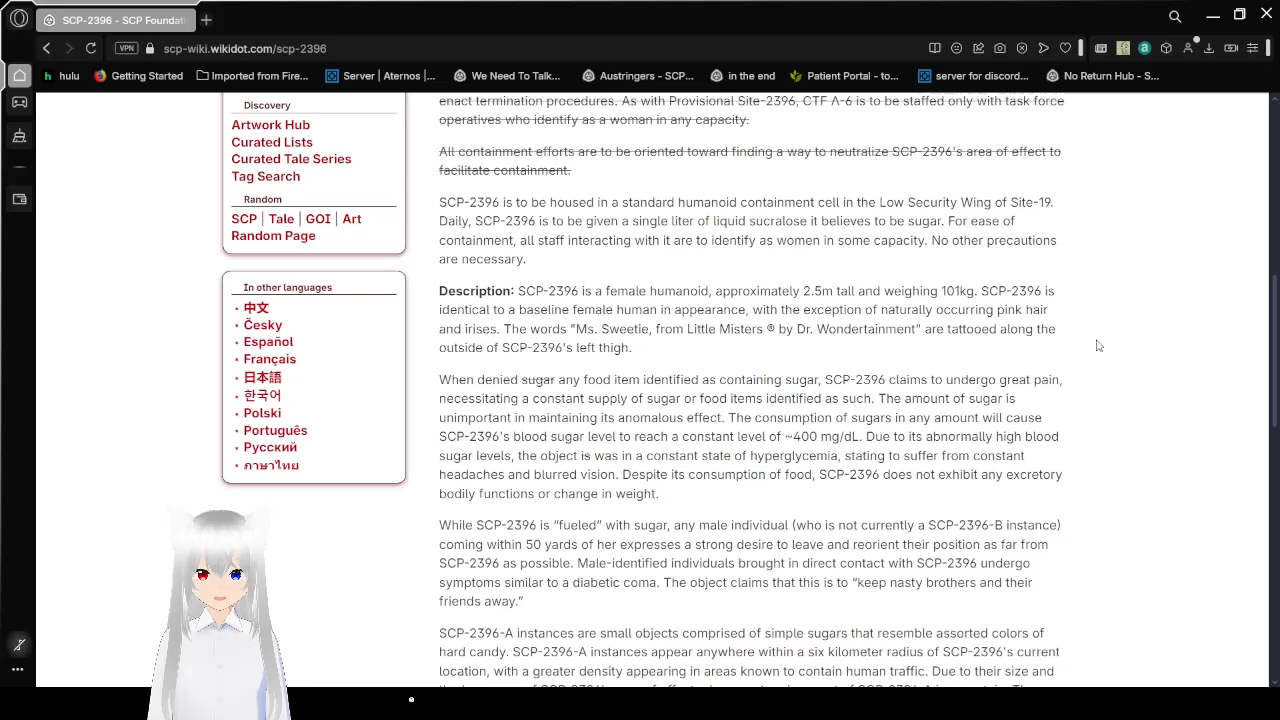 SCP-2396 - SCP Foundat
scp-wiki.wikidot.com/scp-2396
VPN
hulu
Getting Started
Imported from Fire...
Server | Aternos |...
We Need To Talk...
Austringers - SCP...
in the end
Patient Portal - to...
server for discord...
No Return Hub - S...
Discovery
Artwork Hub
Curated Lists
Curated Tale Series
Tag Search
Random
SCP | Tale | GOI | Art
Random Page
In other languages
中文
Česky
Español
Français
日本語
한국어
Polski
Português
Русский
ภาษาไทย
enact termination procedures. As with Provisional Site-2396, CTF Λ-6 is to be staffed only with task force
operatives who identify as a woman in any capacity.
All containment efforts are to be oriented toward finding a way to neutralize SCP-2396's area of effect to
facilitate containment.
SCP-2396 is to be housed in a standard humanoid containment cell in the Low Security Wing of Site-19.
Daily, SCP-2396 is to be given a single liter of liquid sucralose it believes to be sugar. For ease of
containment, all staff interacting with it are to identify as women in some capacity. No other precautions
are necessary.
Description: SCP-2396 is a female humanoid, approximately 2.5m tall and weighing 101kg. SCP-2396 is
identical to a baseline female human in appearance, with the exception of naturally occurring pink hair
and irises. The words "Ms. Sweetie, from Little Misters ® by Dr. Wondertainment" are tattooed along the
outside of SCP-2396's left thigh.
When denied sugar any food item identified as containing sugar, SCP-2396 claims to undergo great pain,
necessitating a constant supply of sugar or food items identified as such. The amount of sugar is
unimportant in maintaining its anomalous effect. The consumption of sugars in any amount will cause
SCP-2396's blood sugar level to reach a constant level of ~400 mg/dL. Due to its abnormally high blood
sugar levels, the object is was in a constant state of hyperglycemia, stating to suffer from constant
headaches and blurred vision. Despite its consumption of food, SCP-2396 does not exhibit any excretory
bodily functions or change in weight.
While SCP-2396 is “fueled” with sugar, any male individual (who is not currently a SCP-2396-B instance)
coming within 50 yards of her expresses a strong desire to leave and reorient their position as far from
SCP-2396 as possible. Male-identified individuals brought in direct contact with SCP-2396 undergo
symptoms similar to a diabetic coma. The object claims that this is to “keep nasty brothers and their
friends away.”
SCP-2396-A instances are small objects comprised of simple sugars that resemble assorted colors of
hard candy. SCP-2396-A instances appear anywhere within a six kilometer radius of SCP-2396's current
location, with a greater density appearing in areas known to contain human traffic. Due to their size and